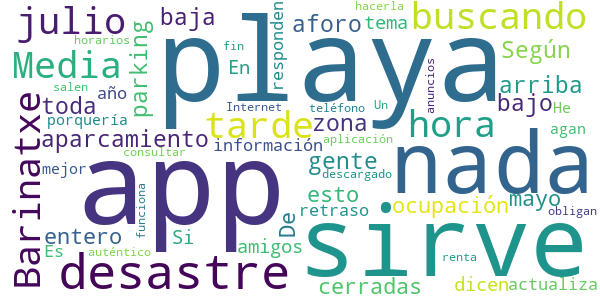 hacerla
julio baja playa aforo tema buscando
horarios fin En responden Según
Media parking salen año Internet teléfono Un anuncios arriba
toda tarde zona hora bajo He
porquería aparcamiento información aplicación nada agan
Barinatxe consultar gente descargado
mejor app funciona De esto retraso ocupación mayo
entero Si sirve obligan
Es auténtico amigos
desastre renta cerradas dicen actualiza